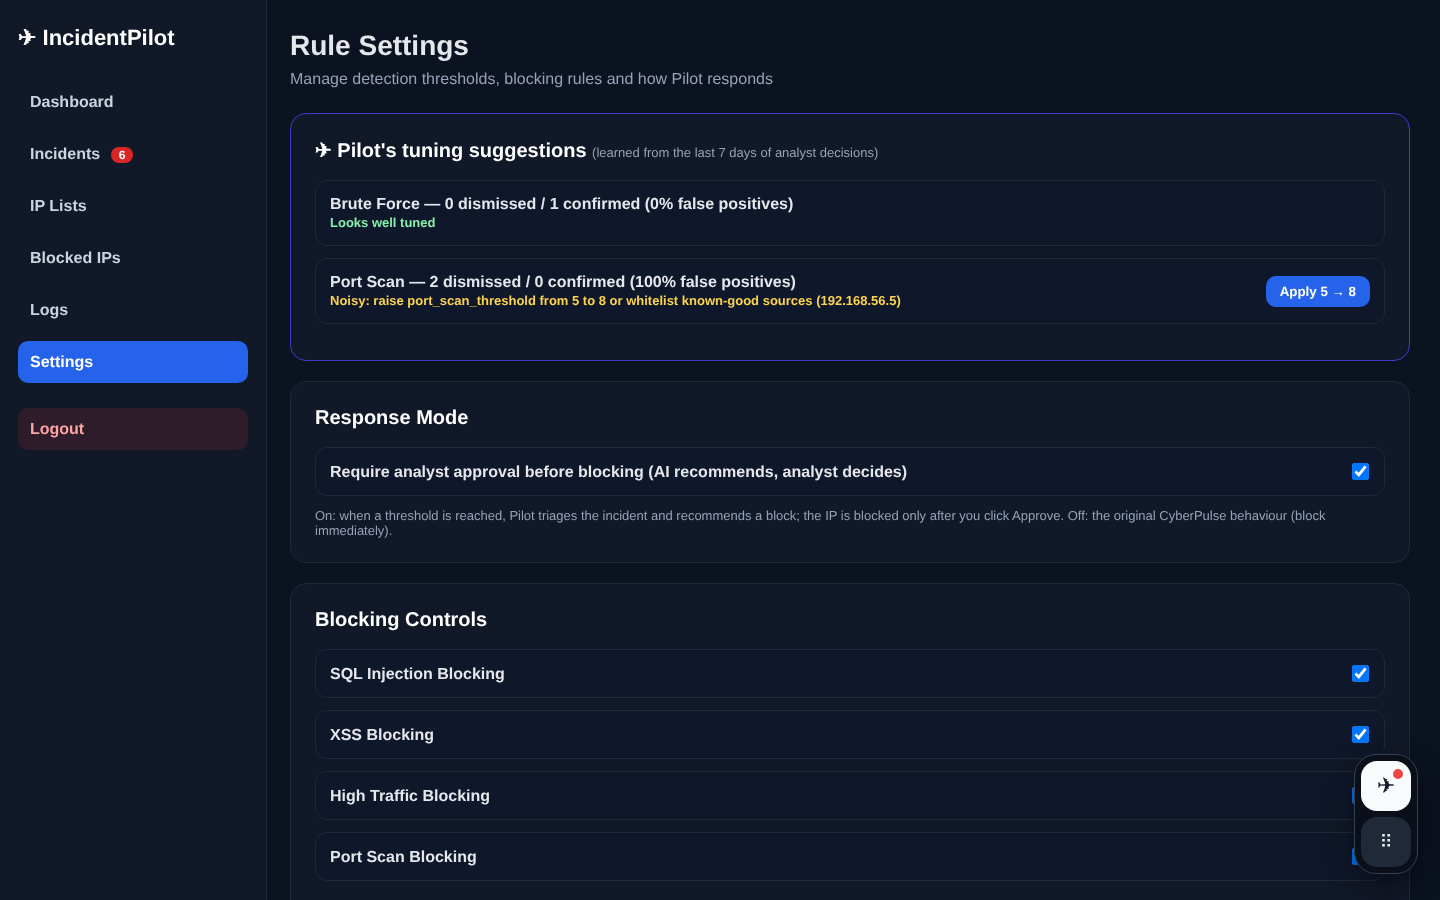 ✈ IncidentPilot
Dashboard
Incidents 6
IP Lists
Blocked IPs
Logs
Settings
Logout
Rule Settings
Manage detection thresholds, blocking rules and how Pilot responds
✈ Pilot's tuning suggestions (learned from the last 7 days of analyst decisions)
Brute Force — 0 dismissed / 1 confirmed (0% false positives)
Looks well tuned
Port Scan — 2 dismissed / 0 confirmed (100% false positives)
Noisy: raise port_scan_threshold from 5 to 8 or whitelist known-good sources (192.168.56.5)
Apply 5 → 8
Response Mode
Require analyst approval before blocking (AI recommends, analyst decides)
On: when a threshold is reached, Pilot triages the incident and recommends a block; the IP is blocked only after you click Approve. Off: the original CyberPulse behaviour (block
immediately).
Blocking Controls
SQL Injection Blocking
XSS Blocking
High Traffic Blocking
Port Scan Blocking